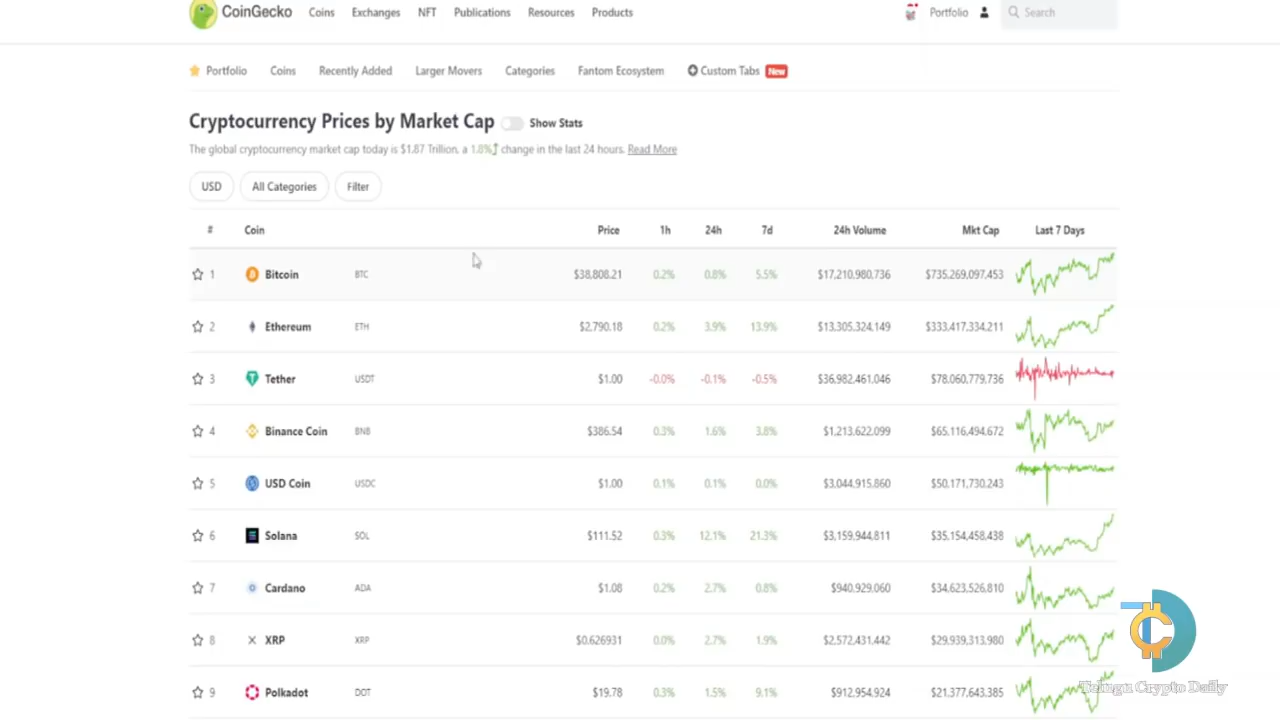 CoinGecko Coins Exchanges NFT Publications Resources Products Portfolio Search
Portfolio Coins Recently Added Larger Movers Categories Fantom Ecosystem Custom Tabs New
Cryptocurrency Prices by Market Cap Show Stats
The global cryptocurrency market cap today is $1.87 Trillion, a 1.8% change in the last 24 hours. Read More
USD All Categories Filter
# Coin Price 1h 24h 7d 24h Volume Mkt Cap Last 7 Days
1 Bitcoin BTC $38,808.21 0.2% 0.8% 5.5% $17,210,980,736 $735,269,097,453
2 Ethereum ETH $2,790.18 0.2% 3.9% 13.9% $13,305,324,149 $333,417,334,211
3 Tether USDT $1.00 -0.0% -0.1% -0.5% $36,982,461,046 $78,060,779,736
4 Binance Coin BNB $386.54 0.3% 1.6% 3.8% $1,213,622,099 $65,116,494,672
5 USD Coin USDC $1.00 0.1% 0.1% 0.0% $3,044,915,860 $50,171,730,243
6 Solana SOL $111.52 0.3% 12.1% 21.3% $3,159,944,811 $35,154,458,438
7 Cardano ADA $1.08 0.2% 2.7% 0.8% $940,929,060 $34,623,526,810
8 XRP XRP $0.626931 0.0% 2.7% 1.9% $2,572,431,442 $29,939,313,980
9 Polkadot DOT $19.78 0.3% 1.5% 9.1% $912,954,924 $21,377,643,385
Crypto Daily